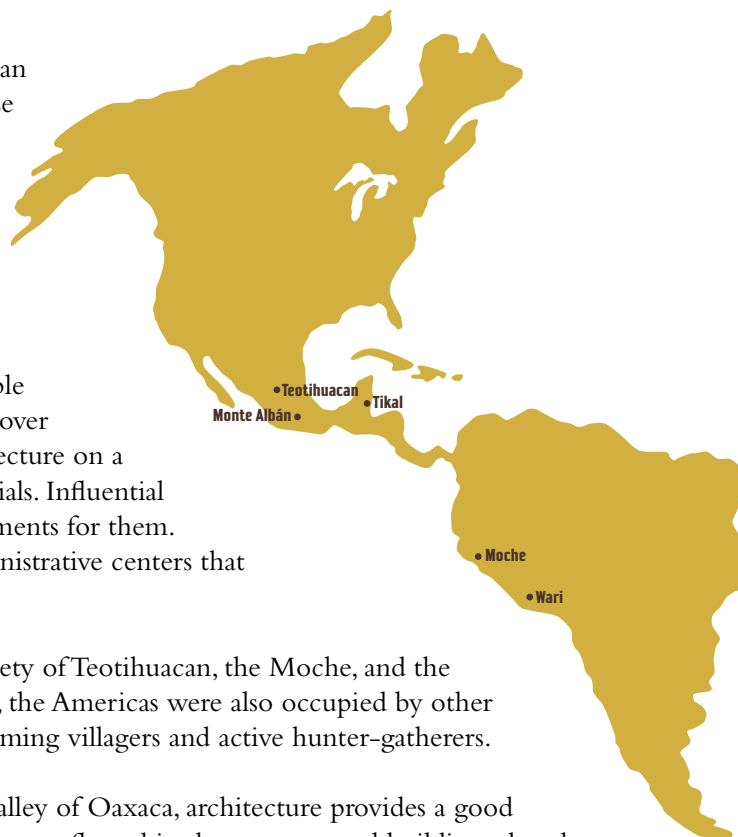 an
Teotihuacan
Tikal
Monte Albán
over
ecture on a
ials. Influential
ments for them.
nistrative centers that
Moche
Wari
ety of Teotihuacan, the Moche, and the
, the Americas were also occupied by other
ming villagers and active hunter-gatherers.
alley of Oaxaca, architecture provides a good